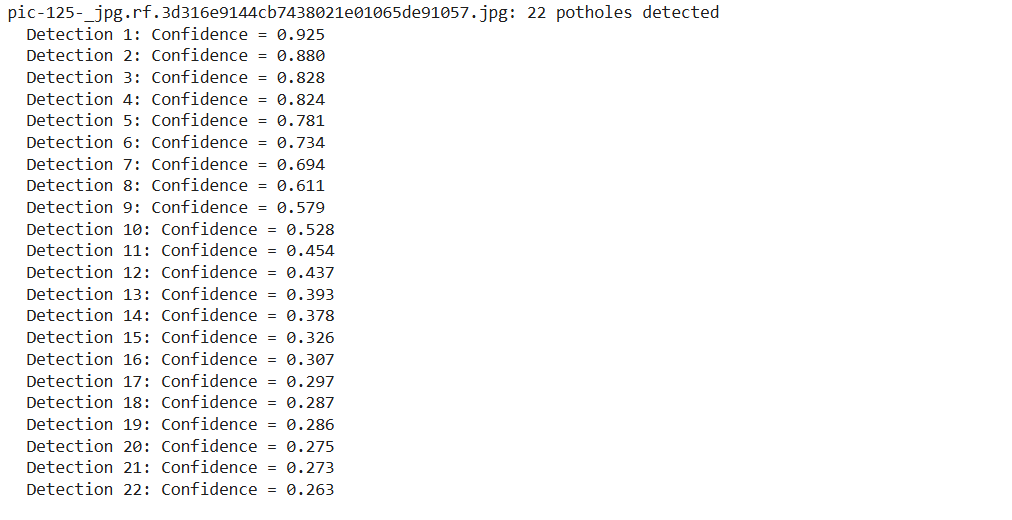 pic-125-_jpg.rf.3d316e9144cb7438021e01065de91057.jpg: 22 potholes detected
Detection 1: Confidence = 0.925
Detection 2: Confidence = 0.880
Detection 3: Confidence = 0.828
Detection 4: Confidence = 0.824
Detection 5: Confidence = 0.781
Detection 6: Confidence = 0.734
Detection 7: Confidence = 0.694
Detection 8: Confidence = 0.611
Detection 9: Confidence = 0.579
Detection 10: Confidence = 0.528
Detection 11: Confidence = 0.454
Detection 12: Confidence = 0.437
Detection 13: Confidence = 0.393
Detection 14: Confidence = 0.378
Detection 15: Confidence = 0.326
Detection 16: Confidence = 0.307
Detection 17: Confidence = 0.297
Detection 18: Confidence = 0.287
Detection 19: Confidence = 0.286
Detection 20: Confidence = 0.275
Detection 21: Confidence = 0.273
Detection 22: Confidence = 0.263